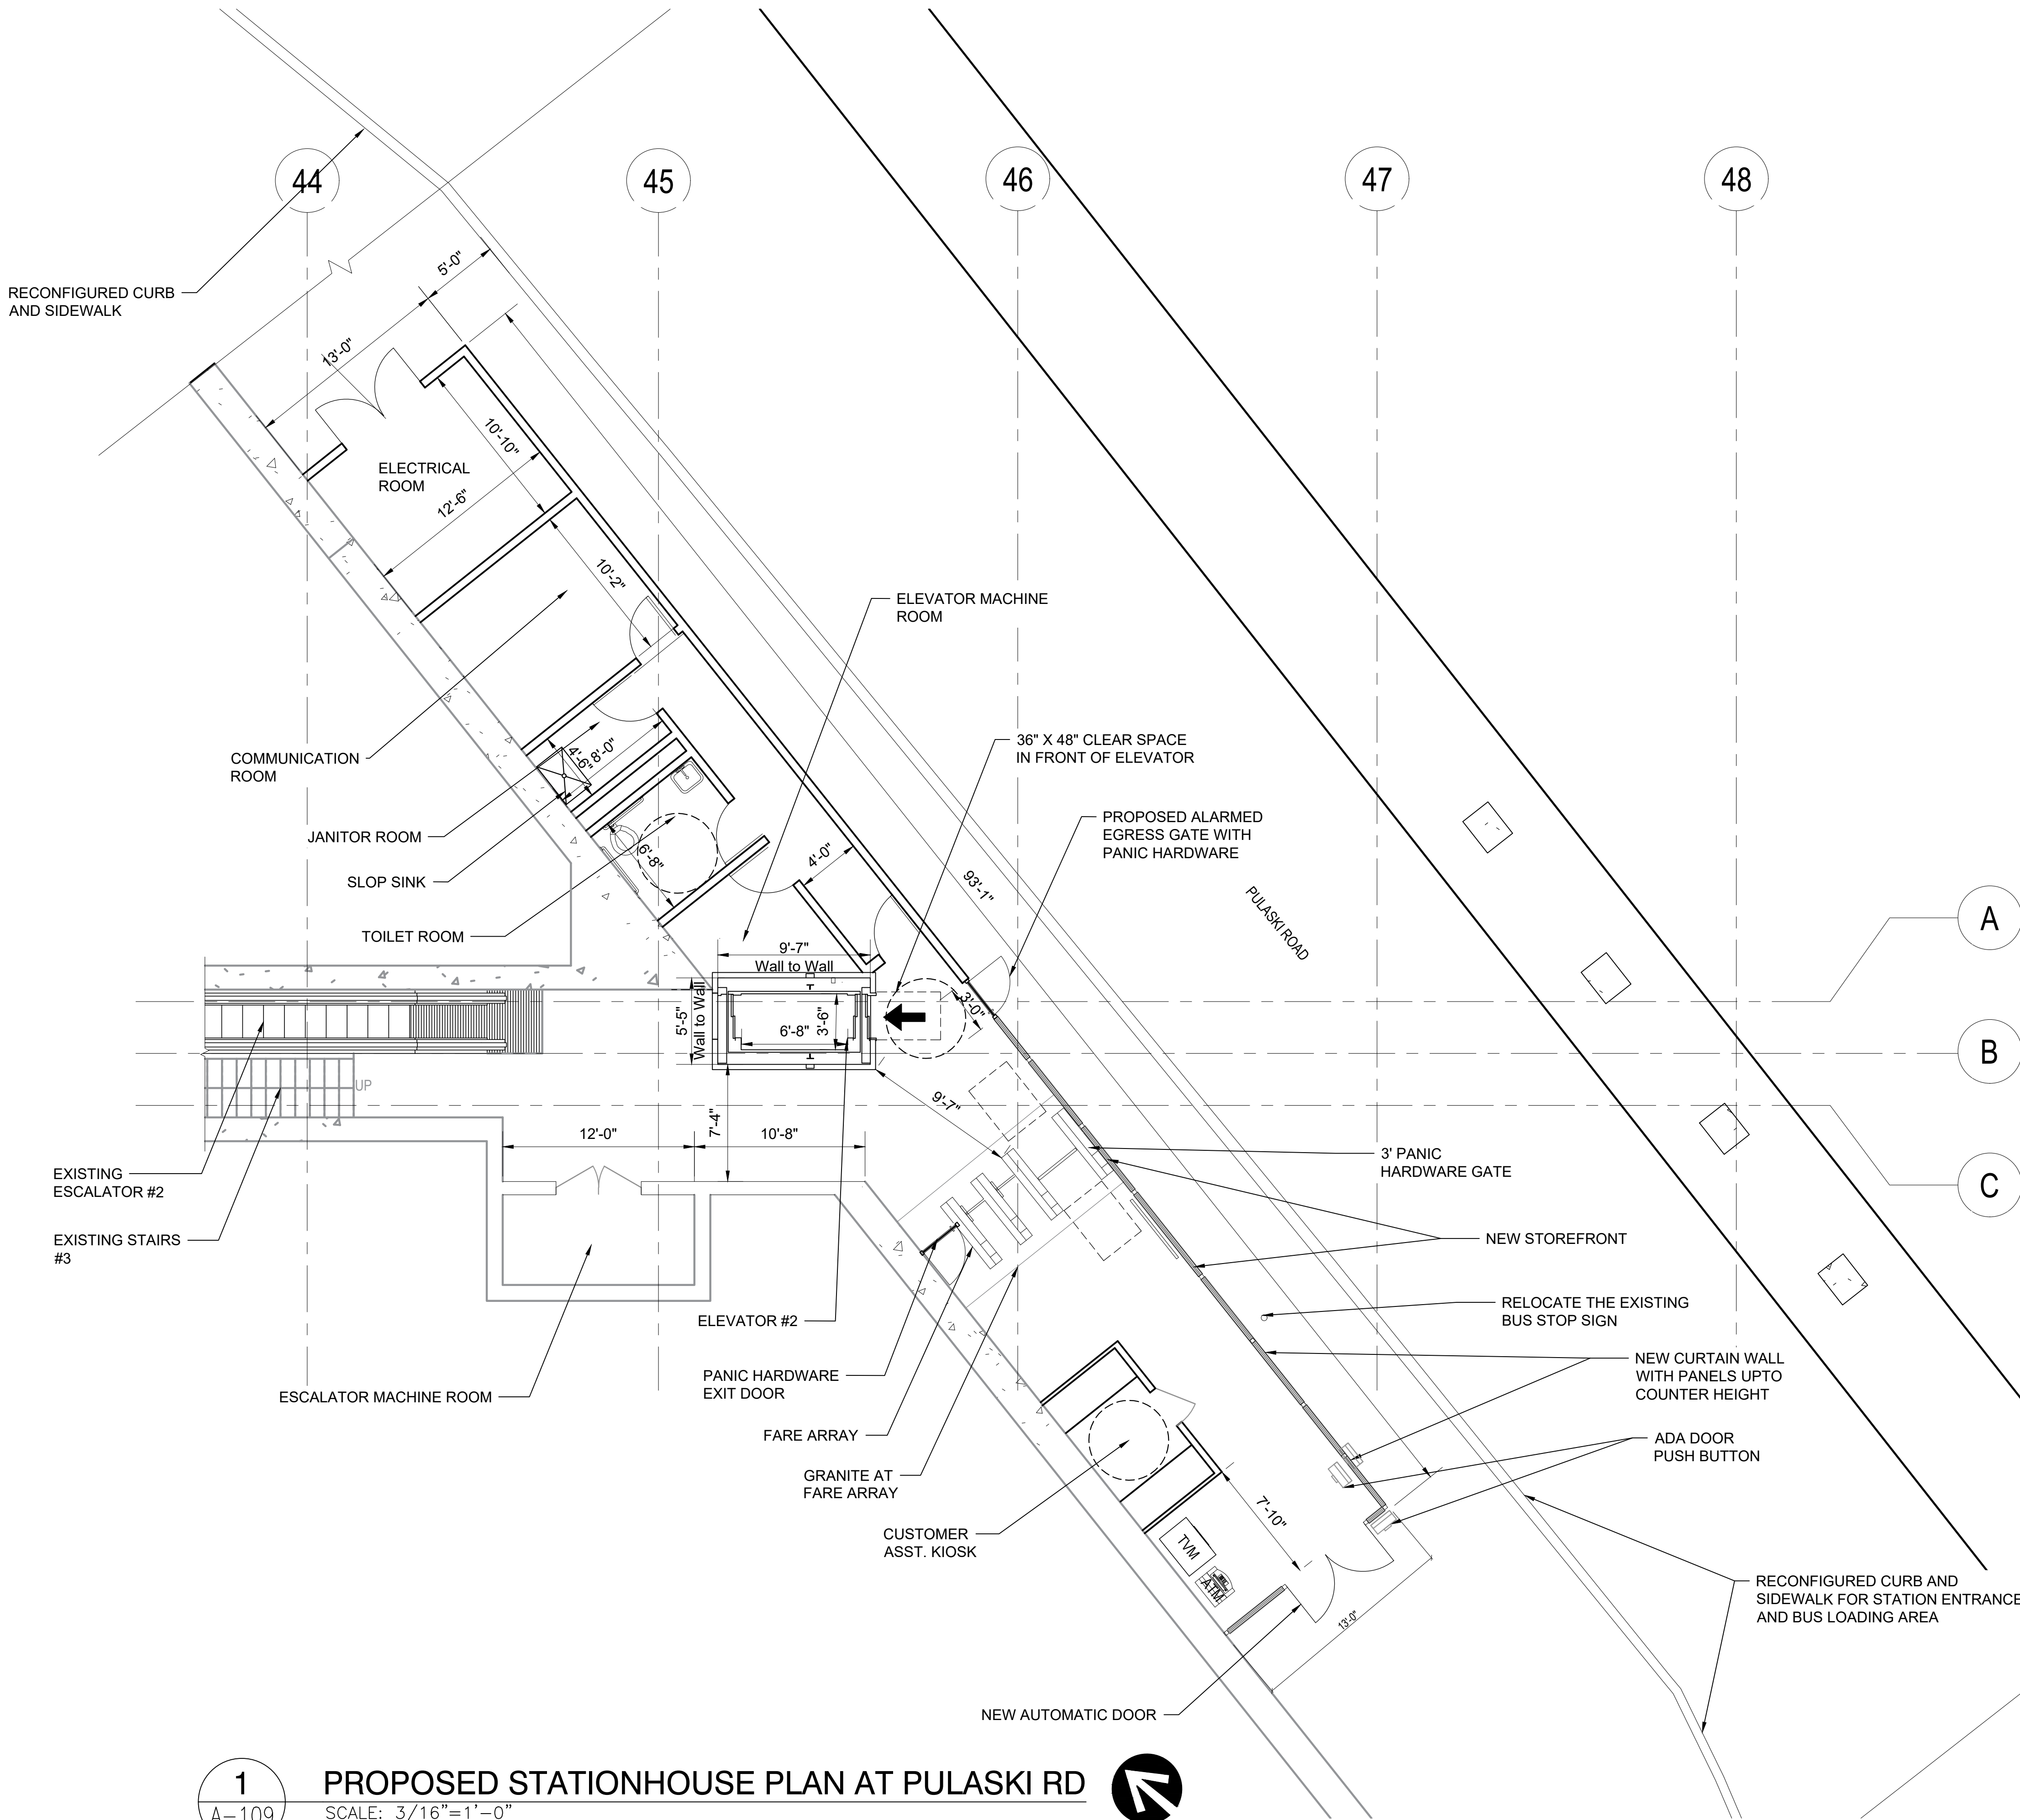 44
45
46
47
48
RECONFIGURED CURB
AND SIDEWALK
5'-0"
13'-0"
10'-10"
ELECTRICAL
ROOM
12'-6"
10'-2"
ELEVATOR MACHINE
ROOM
COMMUNICATION
ROOM
4'-6"
8'-0"
36" X 48" CLEAR SPACE
IN FRONT OF ELEVATOR
JANITOR ROOM
PROPOSED ALARMED
EGRESS GATE WITH
PANIC HARDWARE
SLOP SINK
6'-8"
4'-0"
93'-1"
PULASKI ROAD
TOILET ROOM
A
9'-7"
Wall to Wall
5'-5"
Wall to Wall
6'-8"
3'-6"
3'-0"
B
UP
9'-7"
7'-4"
12'-0"
10'-8"
3' PANIC
HARDWARE GATE
C
EXISTING
ESCALATOR #2
EXISTING STAIRS
#3
NEW STOREFRONT
ELEVATOR #2
RELOCATE THE EXISTING
BUS STOP SIGN
ESCALATOR MACHINE ROOM
PANIC HARDWARE
EXIT DOOR
NEW CURTAIN WALL
WITH PANELS UPTO
COUNTER HEIGHT
FARE ARRAY
ADA DOOR
PUSH BUTTON
GRANITE AT
FARE ARRAY
7'-10"
CUSTOMER
ASST. KIOSK
TVM
ATM
RECONFIGURED CURB AND
SIDEWALK FOR STATION ENTRANCE
AND BUS LOADING AREA
13'-0"
NEW AUTOMATIC DOOR
1
A-109
PROPOSED STATIONHOUSE PLAN AT PULASKI RD
SCALE: 3/16"=1'-0"